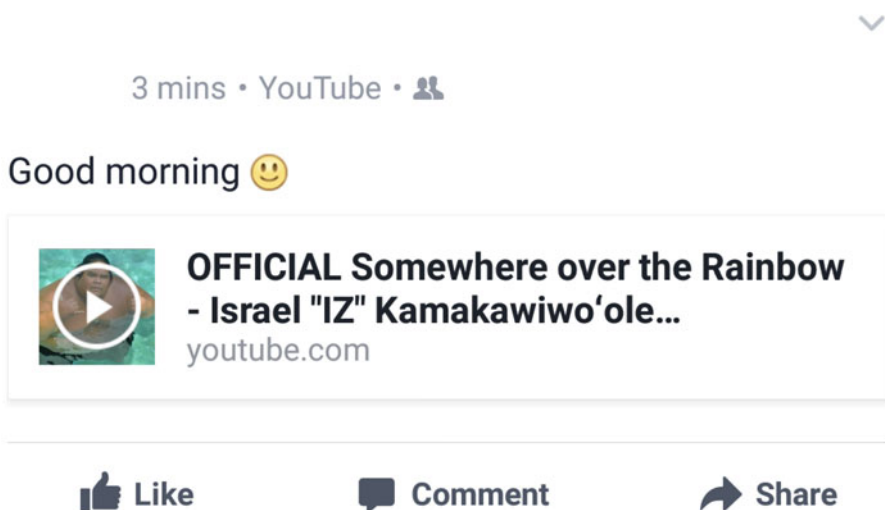 3 mins • YouTube •
Good morning 🙂
OFFICIAL Somewhere over the Rainbow
- Israel "IZ" Kamakawiwoʻole...
youtube.com
Like Comment Share